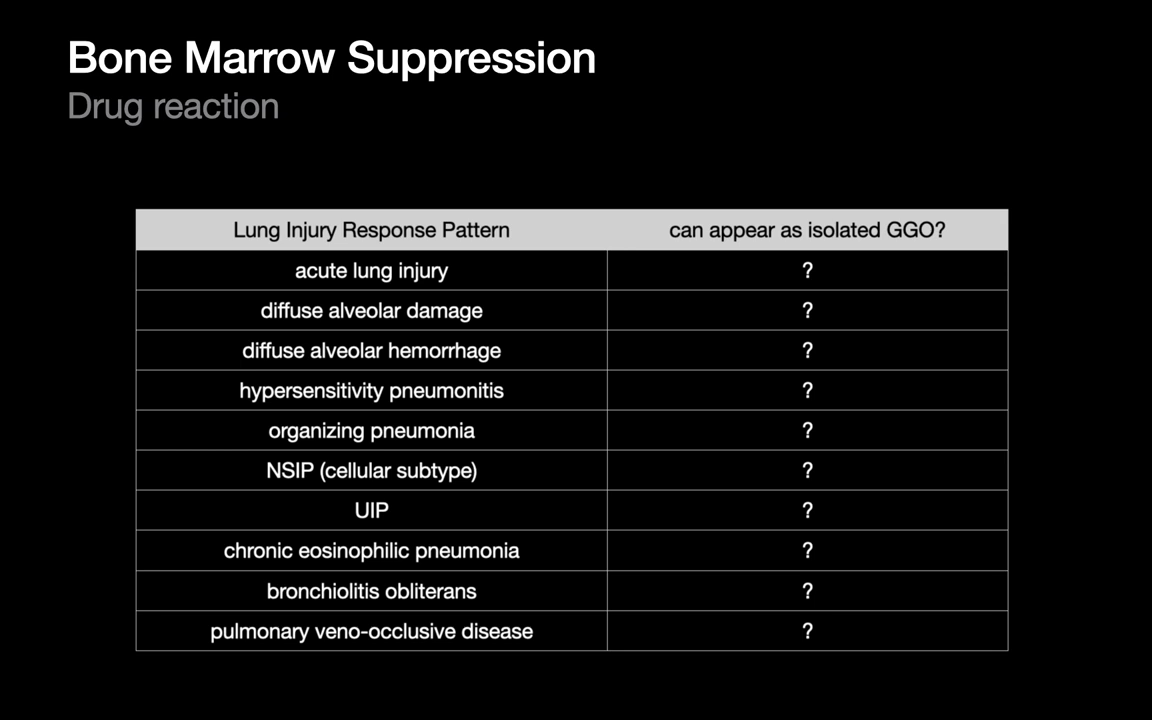 Bone Marrow Suppression
Drug reaction
Lung Injury Response Pattern can appear as isolated GGO?
acute lung injury ?
diffuse alveolar damage ?
diffuse alveolar hemorrhage ?
hypersensitivity pneumonitis ?
organizing pneumonia ?
NSIP (cellular subtype) ?
UIP ?
chronic eosinophilic pneumonia ?
bronchiolitis obliterans ?
pulmonary veno-occlusive disease ?